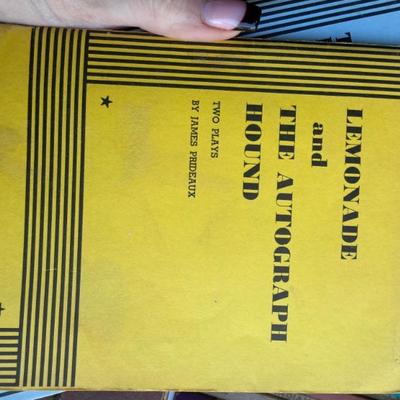 LEMONADE
and
THE AUTOGRAPH
HOUND
TWO PLAYS
BY JAMES PRIDEAUX